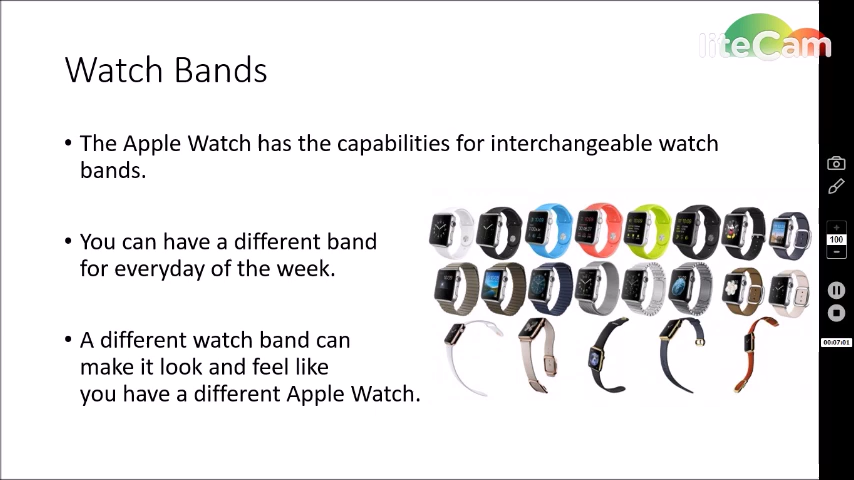 liteCam
Watch Bands
• The Apple Watch has the capabilities for interchangeable watch
bands.
• You can have a different band
for everyday of the week.
• A different watch band can
make it look and feel like
you have a different Apple Watch.
100
00:07:01